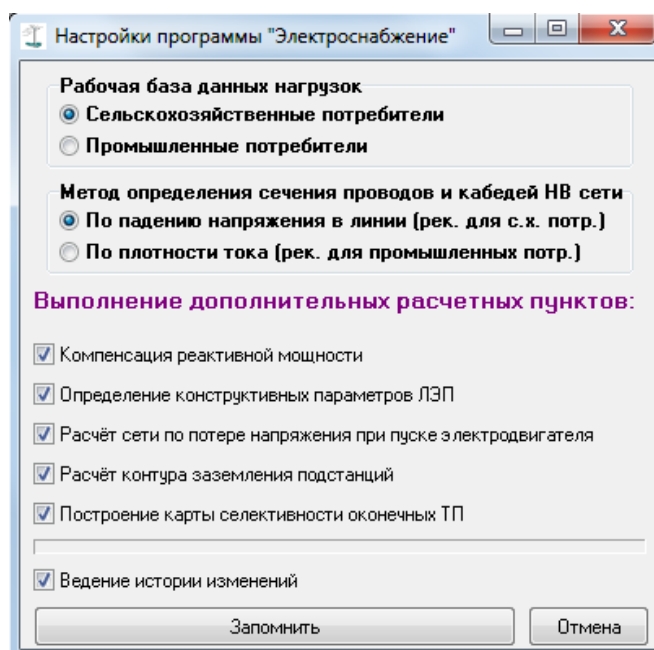 Настройки программы "Электроснабжение"
Рабочая база данных нагрузок
Сельскохозяйственные потребители
Промышленные потребители
Метод определения сечения проводов и кабедей НВ сети
По падению напряжения в линии (рек. для с.х. потр.)
По плотности тока (рек. для промышленных потр.)
Выполнение дополнительных расчетных пунктов:
Компенсация реактивной мощности
Определение конструктивных параметров ЛЭП
Расчёт сети по потере напряжения при пуске электродвигателя
Расчёт контура заземления подстанций
Построение карты селективности оконечных ТП
Ведение истории изменений
Запомнить
Отмена